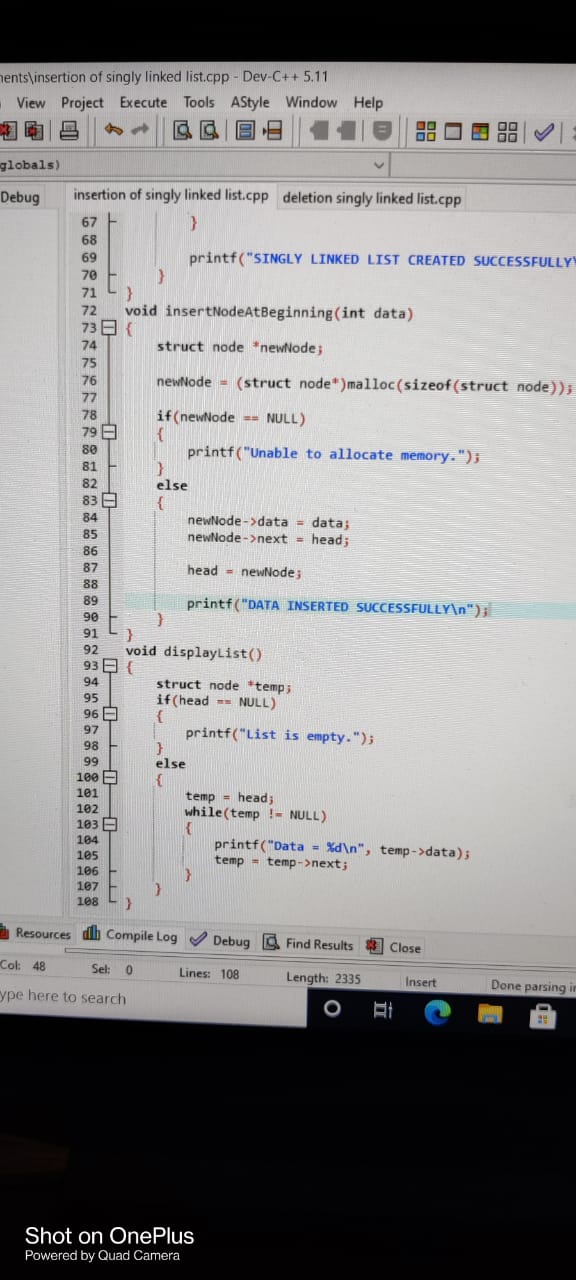 ents\insertion of singly linked list.cpp - Dev-C++ 5.11
View Project Execute Tools AStyle Window Help
globals)
Debug
insertion of singly linked list.cpp deletion singly linked list.cpp
67 }
68
69 printf("SINGLY LINKED LIST CREATED SUCCESSFULLY\
70 }
71 }
72 void insertNodeAtBeginning(int data)
73 {
74 struct node *newNode;
75
76 newNode = (struct node*)malloc(sizeof(struct node));
77
78 if(newNode == NULL)
79 {
80 printf("Unable to allocate memory.");
81 }
82 else
83 {
84 newNode->data = data;
85 newNode->next = head;
86
87 head = newNode;
88
89 printf("DATA INSERTED SUCCESSFULLY\n");
90 }
91 }
92 void displayList()
93 {
94 struct node *temp;
95 if(head == NULL)
96 {
97 printf("List is empty.");
98 }
99 else
100 {
101 temp = head;
102 while(temp != NULL)
103 {
104 printf("Data = %d\n", temp->data);
105 temp = temp->next;
106 }
107 }
108 }
Resources Compile Log Debug Find Results Close
Col: 48 Sel: 0 Lines: 108 Length: 2335 Insert Done parsing in
ype here to search
Shot on OnePlus
Powered by Quad Camera